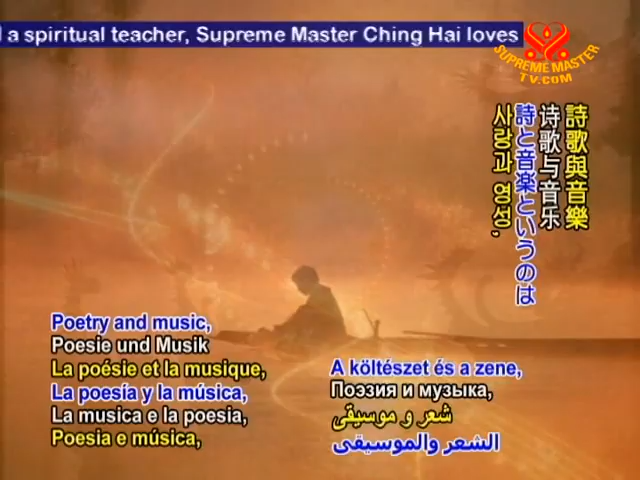 l a spiritual teacher, Supreme Master Ching Hai loves
SUPREME MASTER
TV.COM
詩歌與音樂
诗歌与音乐
詩と音楽というのは
사랑과 영성,
Poetry and music,
Poesie und Musik
La poésie et la musique,
La poesía y la música,
La musica e la poesia,
Poesia e música,
A költészet és a zene,
Поэзия и музыка,
شعر و موسیقی
الشعر والموسيقى